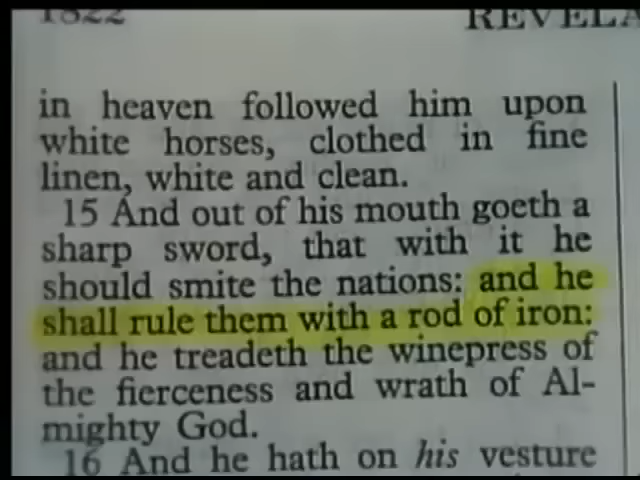 1822 REVELA
in heaven followed him upon
white horses, clothed in fine
linen, white and clean.
15 And out of his mouth goeth a
sharp sword, that with it he
should smite the nations: and he
shall rule them with a rod of iron:
and he treadeth the winepress of
the fierceness and wrath of Al-
mighty God.
16 And he hath on his vesture